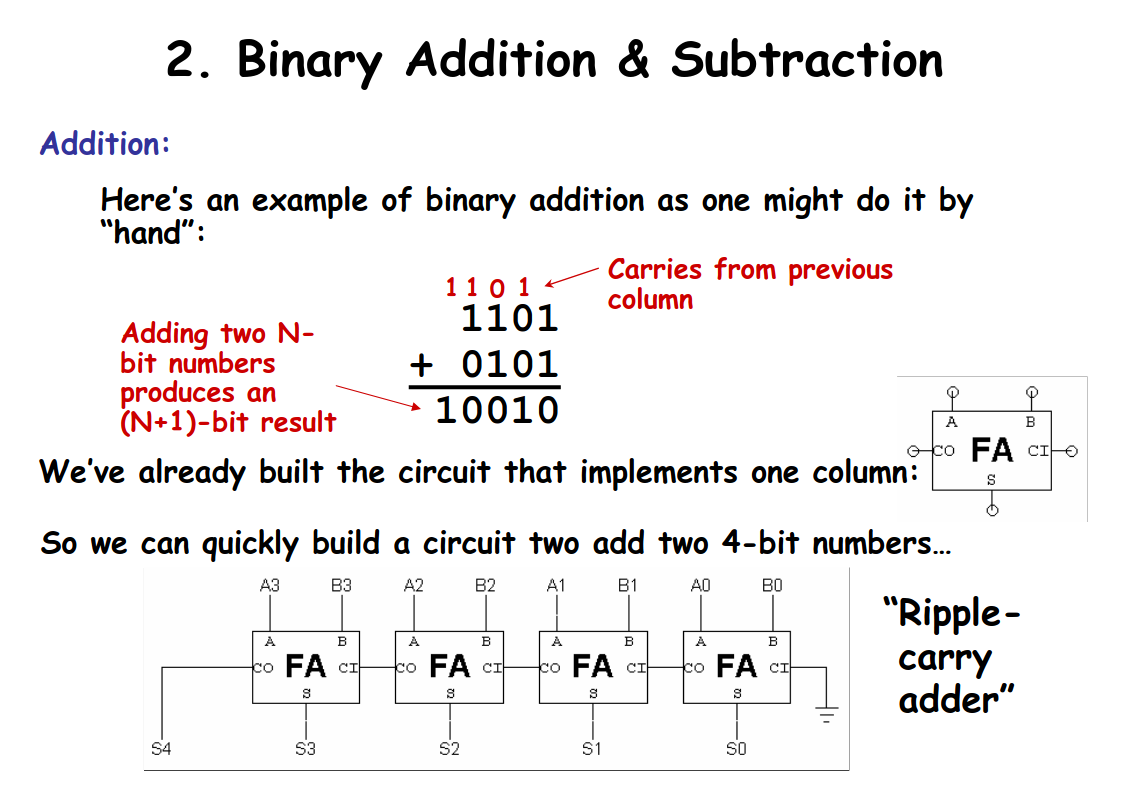 2. Binary Addition & Subtraction
Addition:
Here's an example of binary addition as one might do it by
“hand”:
1 1 0 1
Carries from previous
column
1101
+ 0101
10010
Adding two N-
bit numbers
produces an
(N+1)-bit result
We've already built the circuit that implements one column:
A B
CO FA CI
S
So we can quickly build a circuit two add two 4-bit numbers…
A3 B3 A2 B2 A1 B1 A0 B0
A B A B A B A B
CO FA CI CO FA CI CO FA CI CO FA CI
S S S S
S4 S3 S2 S1 S0
“Ripple-
carry
adder”